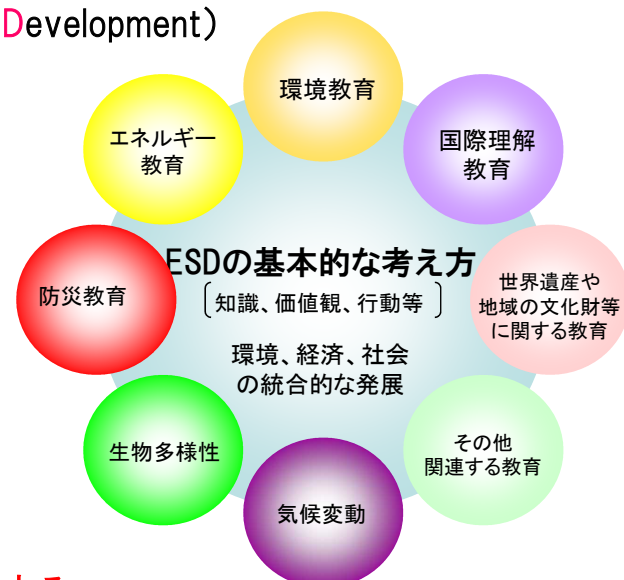 Development)
環境教育
エネルギー
教育
国際理解
教育
ESDの基本的な考え方
〔知識、価値観、行動等〕
環境、経済、社会
の統合的な発展
防災教育
世界遺産や
地域の文化財等
に関する教育
生物多様性
その他
関連する教育
気候変動